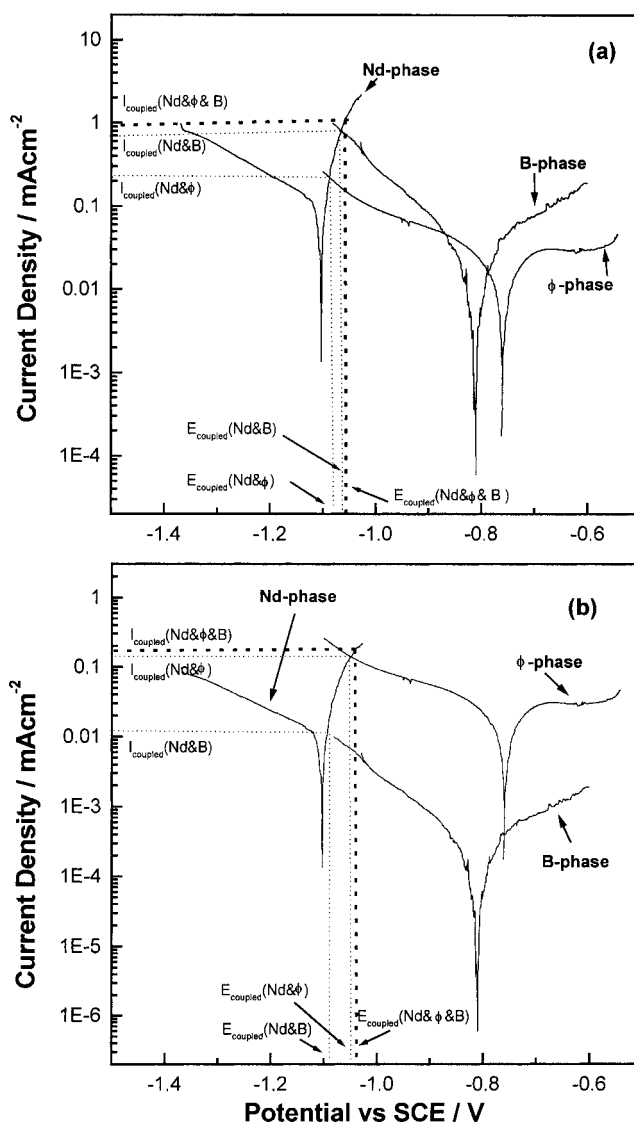 (a)
Nd-phase
B-phase
ϕ-phase
I_coupled(Nd&ϕ&B)
I_coupled(Nd&B)
I_coupled(Nd&ϕ)
E_coupled(Nd&B)
E_coupled(Nd&ϕ)
E_coupled(Nd&ϕ&B)
Current Density / mAcm⁻²
10
1
0.1
0.01
1E-3
1E-4
-1.4
-1.2
-1.0
-0.8
-0.6
(b)
Nd-phase
ϕ-phase
B-phase
I_coupled(Nd&ϕ&B)
I_coupled(Nd&ϕ)
I_coupled(Nd&B)
E_coupled(Nd&ϕ)
E_coupled(Nd&B)
E_coupled(Nd&ϕ&B)
Current Density / mAcm⁻²
1
0.1
0.01
1E-3
1E-4
1E-5
1E-6
-1.4
-1.2
-1.0
-0.8
-0.6
Potential vs SCE / V